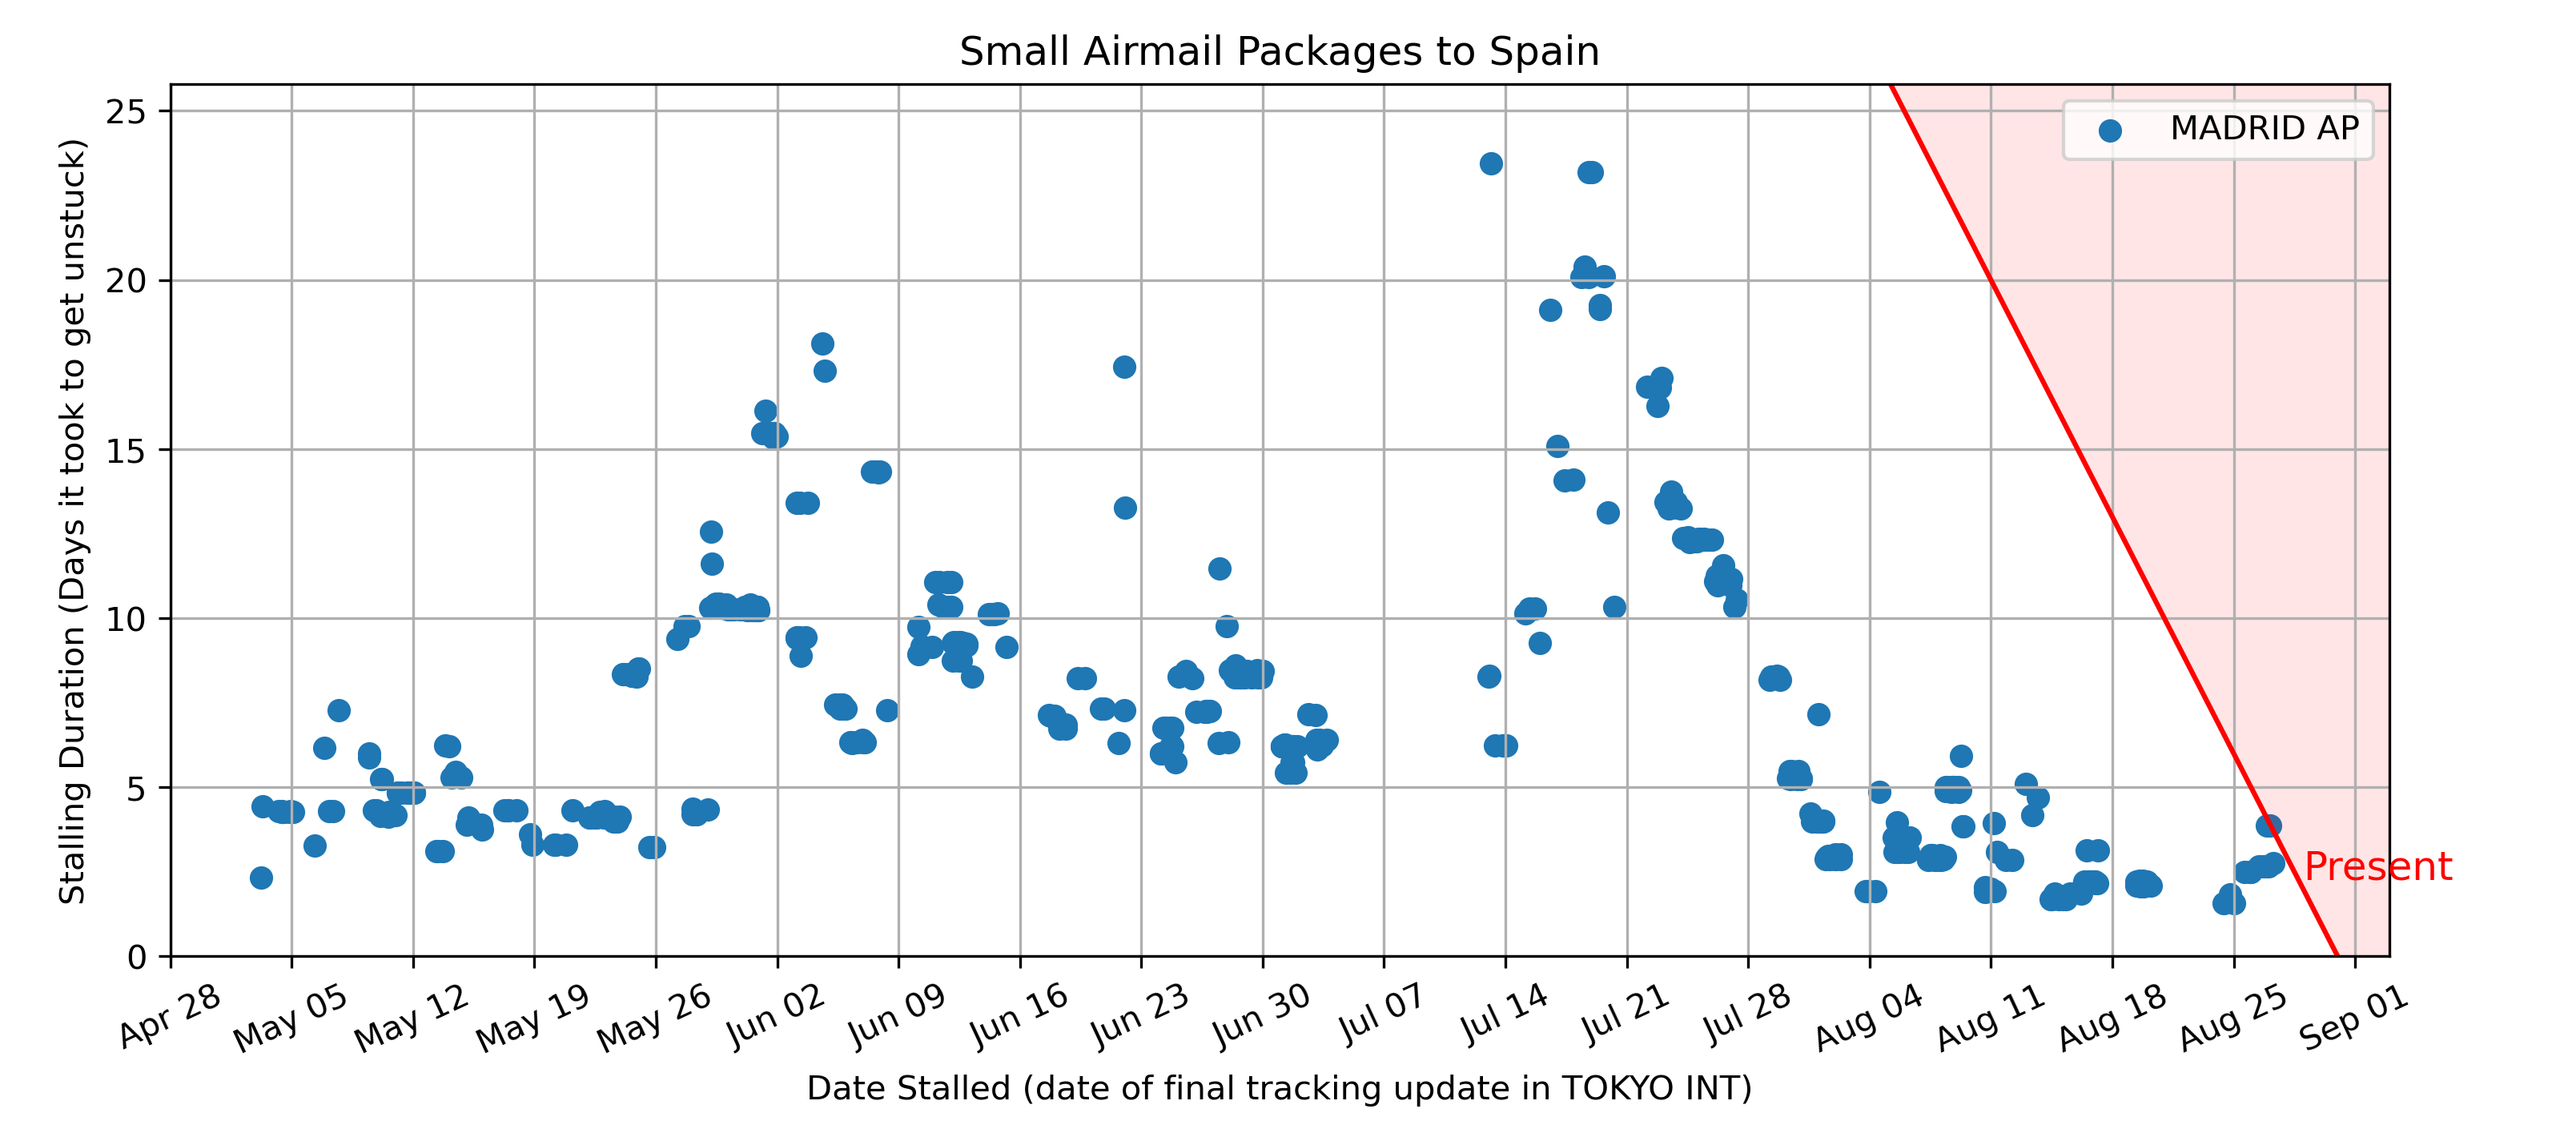 Small Airmail Packages to Spain
MADRID AP
25
20
15
10
5
0
Stalling Duration (Days it took to get unstuck)
Present
Apr 28
May 05
May 12
May 19
May 26
Jun 02
Jun 09
Jun 16
Jun 23
Jun 30
Jul 07
Jul 14
Jul 21
Jul 28
Aug 04
Aug 11
Aug 18
Aug 25
Sep 01
Date Stalled (date of final tracking update in TOKYO INT)